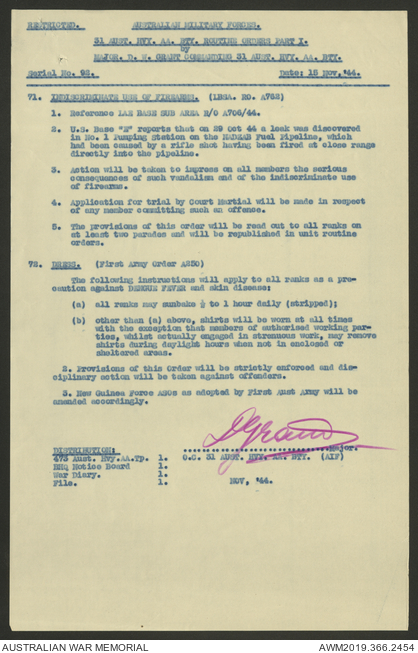 RESTRICTED. AUSTRALIAN MILITARY FORCES.
31 AUST. HVY. AA. BTY. ROUTINE ORDERS PART I.
by
MAJOR. D. W. GRANT COMMANDING 31 AUST. HVY. AA. BTY.
Serial No. 92. Date: 15 Nov,'44.
71. INDISCRIMINATE USE OF FIREARMS. (LBSA. RO. A762)
1. Reference LAE BASE SUB AREA R/O A706/44.
2. U.S. Base "E" reports that on 29 Oct 44 a leak was discovered
in No. 1 Pumping Station on the NADZAB Fuel Pipeline, which
had been caused by a rifle shot having been fired at close range
directly into the pipeline.
3. Action will be taken to impress on all members the serious
consequences of such vandalism and of the indiscriminate use
of firearms.
4. Application for trial by Court Martial will be made in respect
of any member committing such an offence.
5. The provisions of this order will be read out to all ranks on
at least two parades and will be republished in unit routine
orders.
72. DRESS. (First Army Order A250)
The following instructions will apply to all ranks as a pre-
caution against DENGUE FEVER and skin disease:
(a) all ranks may sunbake ½ to 1 hour daily (stripped);
(b) other than (a) above, shirts will be worn at all times
with the exception that members of authorised working par-
ties, whilst actually engaged in strenuous work, may remove
shirts during daylight hours when not in enclosed or
sheltered areas.
2. Provisions of this Order will be strictly enforced and dis-
ciplinary action will be taken against offenders.
3. New Guinea Force AROs as adopted by First Aust Army will be
amended accordingly.
DGrant
DISTRIBUTION: ..........................Major.
473 Aust. Hvy.AA.Tp. 1. O.C. 31 AUST. HVY. AA. BTY. (AIF)
BHQ Notice Board 1.
War Diary. 1.
File. 1. NOV, '44.
AUSTRALIAN WAR MEMORIAL AWM2019.366.2454